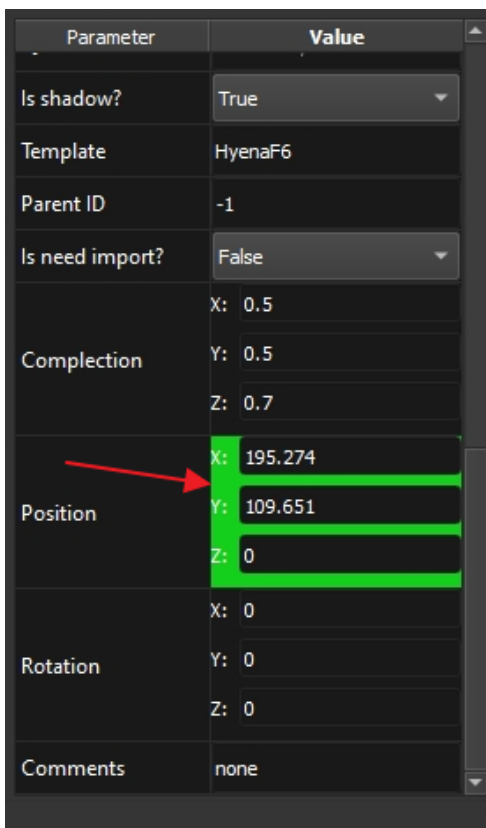 Parameter Value
Is shadow? True
Template HyenaF6
Parent ID -1
Is need import? False
Complection
X: 0.5
Y: 0.5
Z: 0.7
Position
X: 195.274
Y: 109.651
Z: 0
Rotation
X: 0
Y: 0
Z: 0
Comments none